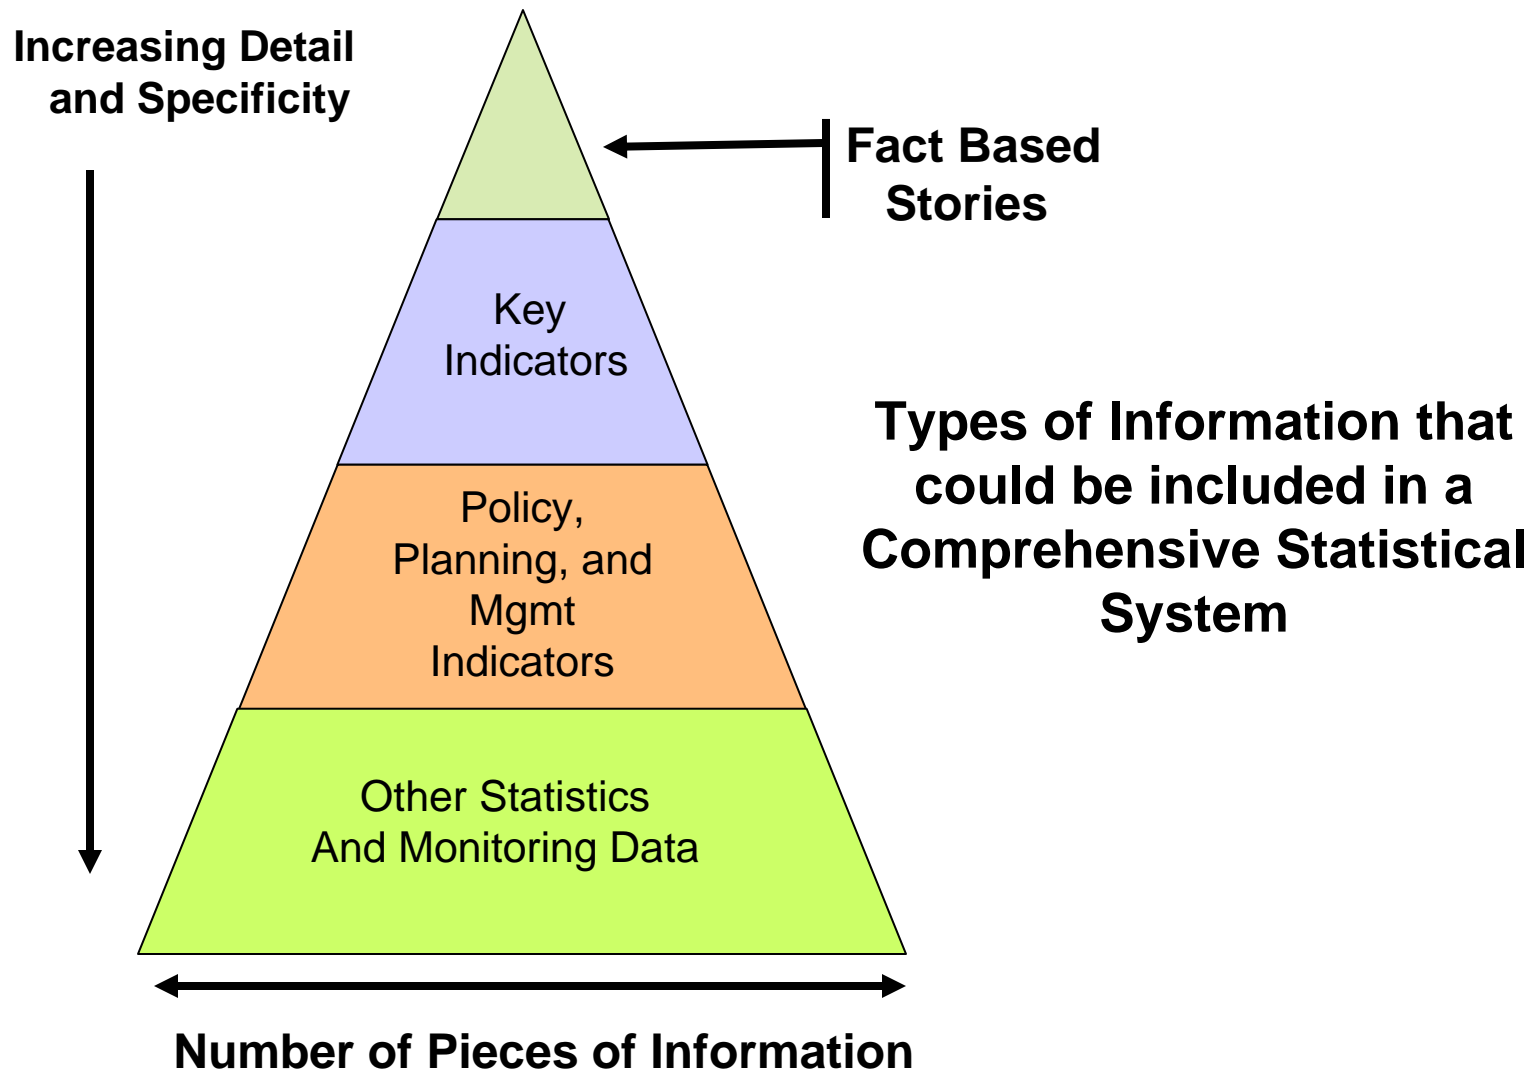 Increasing Detail
and Specificity
Fact Based
Stories
Key
Indicators
Types of Information that
could be included in a
Comprehensive Statistical
System
Policy,
Planning, and
Mgmt
Indicators
Other Statistics
And Monitoring Data
Number of Pieces of Information